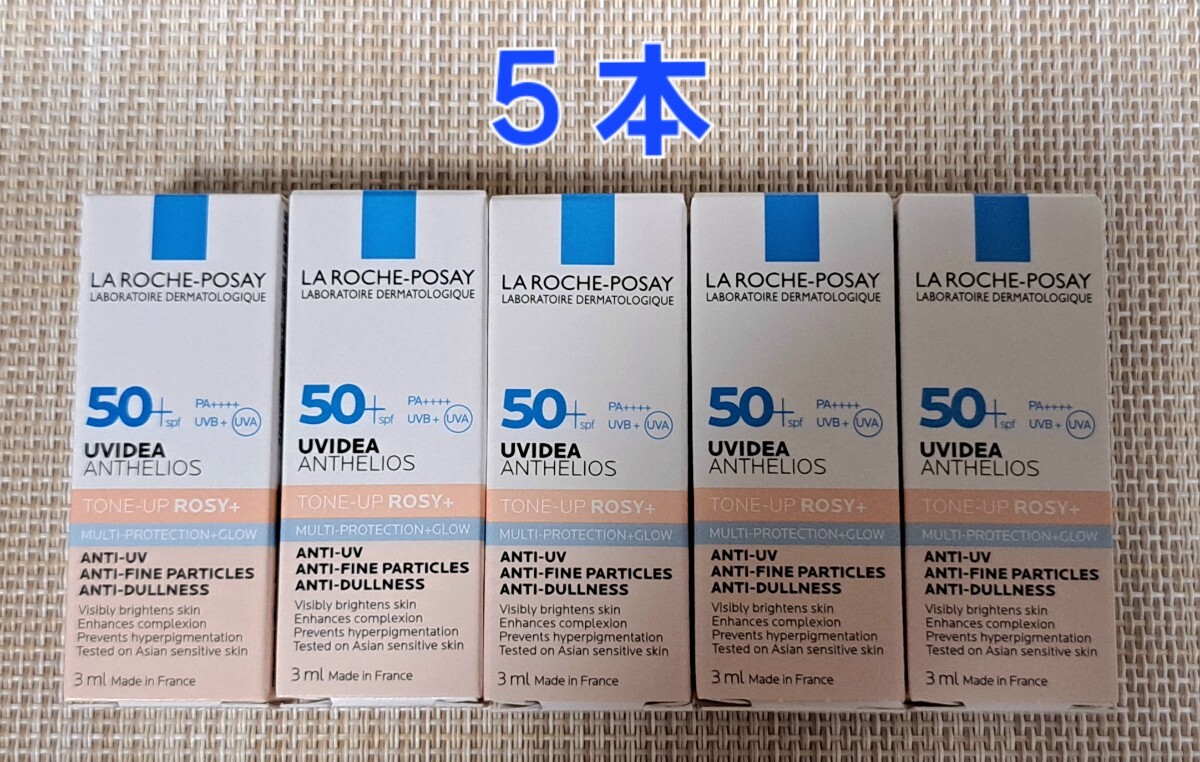 5本
LA ROCHE-POSAY
LABORATOIRE DERMATOLOGIQUE
50+ spf
PA++++
UVB + UVA
UVIDEA
ANTHELIOS
TONE-UP ROSY+
MULTI-PROTECTION+GLOW
ANTI-UV
ANTI-FINE PARTICLES
ANTI-DULLNESS
Visibly brightens skin
Enhances complexion
Prevents hyperpigmentation
Tested on Asian sensitive skin
3 ml Made in France
LA ROCHE-POSAY
LABORATOIRE DERMATOLOGIQUE
50+ spf
PA++++
UVB + UVA
UVIDEA
ANTHELIOS
TONE-UP ROSY+
MULTI-PROTECTION+GLOW
ANTI-UV
ANTI-FINE PARTICLES
ANTI-DULLNESS
Visibly brightens skin
Enhances complexion
Prevents hyperpigmentation
Tested on Asian sensitive skin
3 ml Made in France
LA ROCHE-POSAY
LABORATOIRE DERMATOLOGIQUE
50+ spf
PA++++
UVB + UVA
UVIDEA
ANTHELIOS
TONE-UP ROSY+
MULTI-PROTECTION+GLOW
ANTI-UV
ANTI-FINE PARTICLES
ANTI-DULLNESS
Visibly brightens skin
Enhances complexion
Prevents hyperpigmentation
Tested on Asian sensitive skin
3 ml Made in France
LA ROCHE-POSAY
LABORATOIRE DERMATOLOGIQUE
50+ spf
PA++++
UVB + UVA
UVIDEA
ANTHELIOS
TONE-UP ROSY+
MULTI-PROTECTION+GLOW
ANTI-UV
ANTI-FINE PARTICLES
ANTI-DULLNESS
Visibly brightens skin
Enhances complexion
Prevents hyperpigmentation
Tested on Asian sensitive skin
3 ml Made in France
LA ROCHE-POSAY
LABORATOIRE DERMATOLOGIQUE
50+ spf
PA++++
UVB + UVA
UVIDEA
ANTHELIOS
TONE-UP ROSY+
MULTI-PROTECTION+GLOW
ANTI-UV
ANTI-FINE PARTICLES
ANTI-DULLNESS
Visibly brightens skin
Enhances complexion
Prevents hyperpigmentation
Tested on Asian sensitive skin
3 ml Made in France